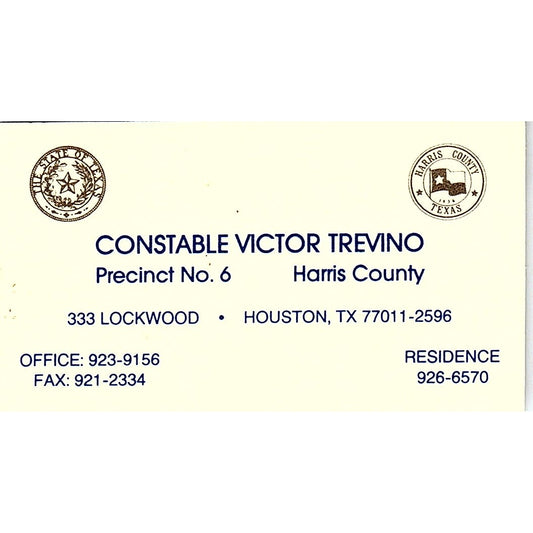 THE STATE OF TEXAS
HARRIS COUNTY
1836
TEXAS
CONSTABLE VICTOR TREVINO
Precinct No. 6 Harris County
333 LOCKWOOD • HOUSTON, TX 77011-2596
OFFICE: 923-9156 RESIDENCE
FAX: 921-2334 926-6570